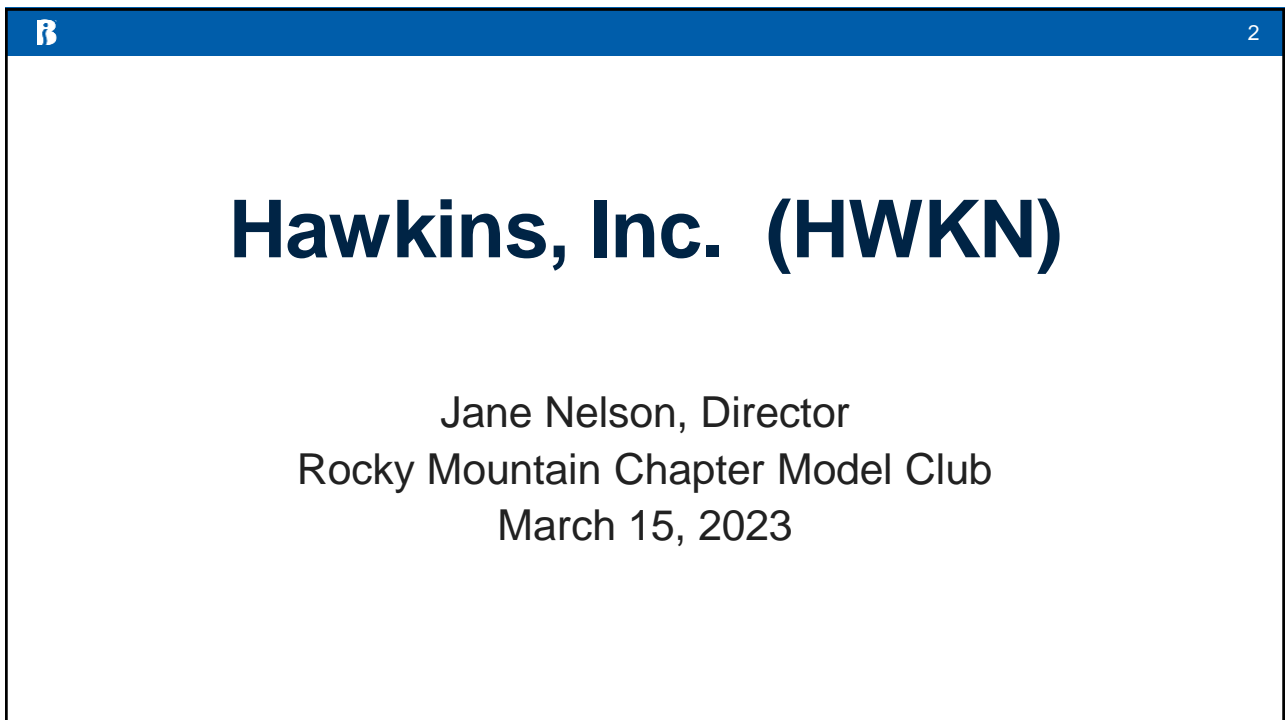 2
Hawkins, Inc. (HWKN)
Jane Nelson, Director
Rocky Mountain Chapter Model Club
March 15, 2023